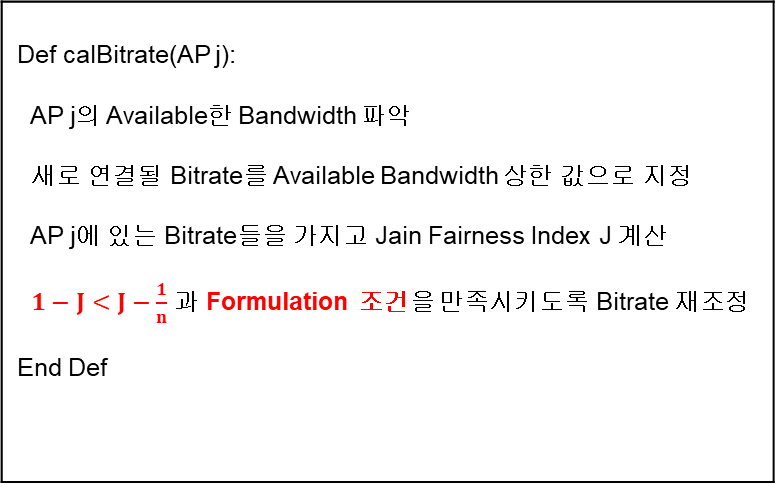 Def calBitrate(AP j):
AP j의 Available한 Bandwidth 파악
새로 연결될 Bitrate를 Available Bandwidth 상한 값으로 지정
AP j에 있는 Bitrate들을 가지고 Jain Fairness Index J 계산
1 − J < J − 1/n 과 Formulation 조건을 만족시키도록 Bitrate 재조정
End Def